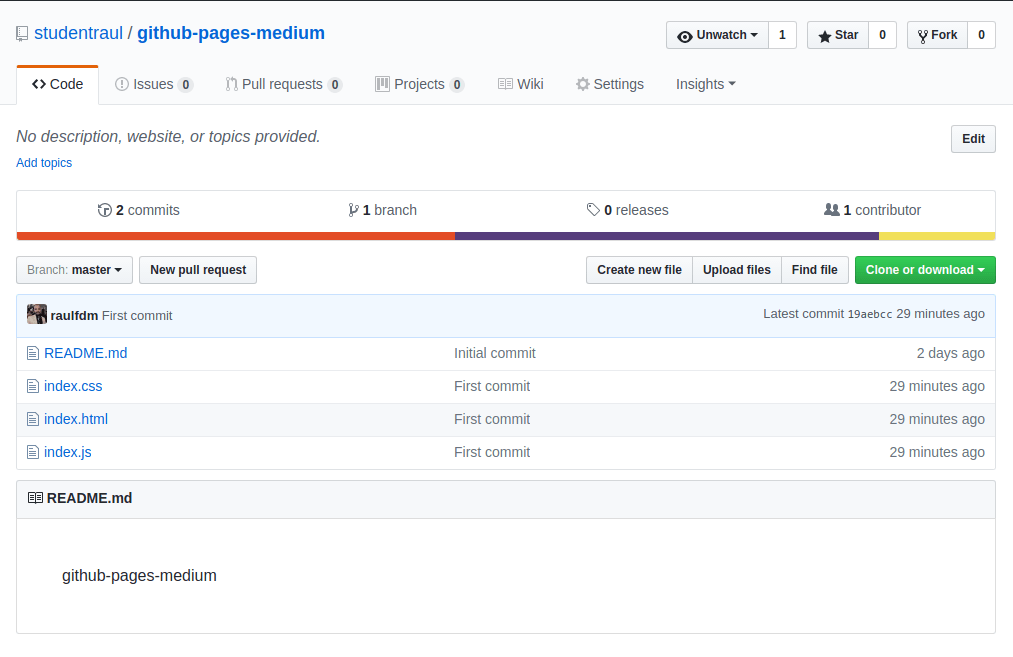 studentraul / github-pages-medium Unwatch 1 Star 0 Fork 0
Code Issues 0 Pull requests 0 Projects 0 Wiki Settings Insights
No description, website, or topics provided. Edit
Add topics
2 commits 1 branch 0 releases 1 contributor
Branch: master New pull request Create new file Upload files Find file Clone or download
raulfdm First commit Latest commit 19aebcc 29 minutes ago
README.md Initial commit 2 days ago
index.css First commit 29 minutes ago
index.html First commit 29 minutes ago
index.js First commit 29 minutes ago
README.md
github-pages-medium